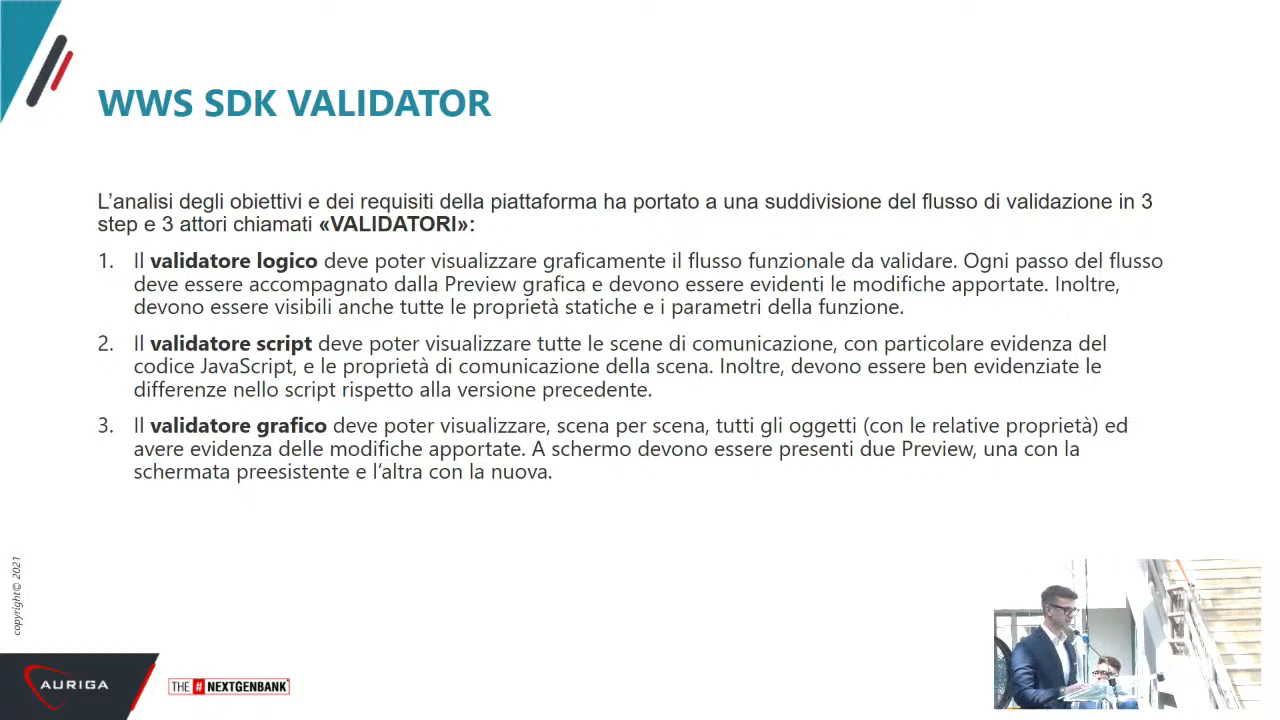 WWS SDK VALIDATOR
L'analisi degli obiettivi e dei requisiti della piattaforma ha portato a una suddivisione del flusso di validazione in 3
step e 3 attori chiamati «VALIDATORI»:
1. Il validatore logico deve poter visualizzare graficamente il flusso funzionale da validare. Ogni passo del flusso
deve essere accompagnato dalla Preview grafica e devono essere evidenti le modifiche apportate. Inoltre,
devono essere visibili anche tutte le proprietà statiche e i parametri della funzione.
2. Il validatore script deve poter visualizzare tutte le scene di comunicazione, con particolare evidenza del
codice JavaScript, e le proprietà di comunicazione della scena. Inoltre, devono essere ben evidenziate le
differenze nello script rispetto alla versione precedente.
3. Il validatore grafico deve poter visualizzare, scena per scena, tutti gli oggetti (con le relative proprietà) ed
avere evidenza delle modifiche apportate. A schermo devono essere presenti due Preview, una con la
schermata preesistente e l'altra con la nuova.
copyright© 2021
AURIGA
THE # NEXTGENBANK